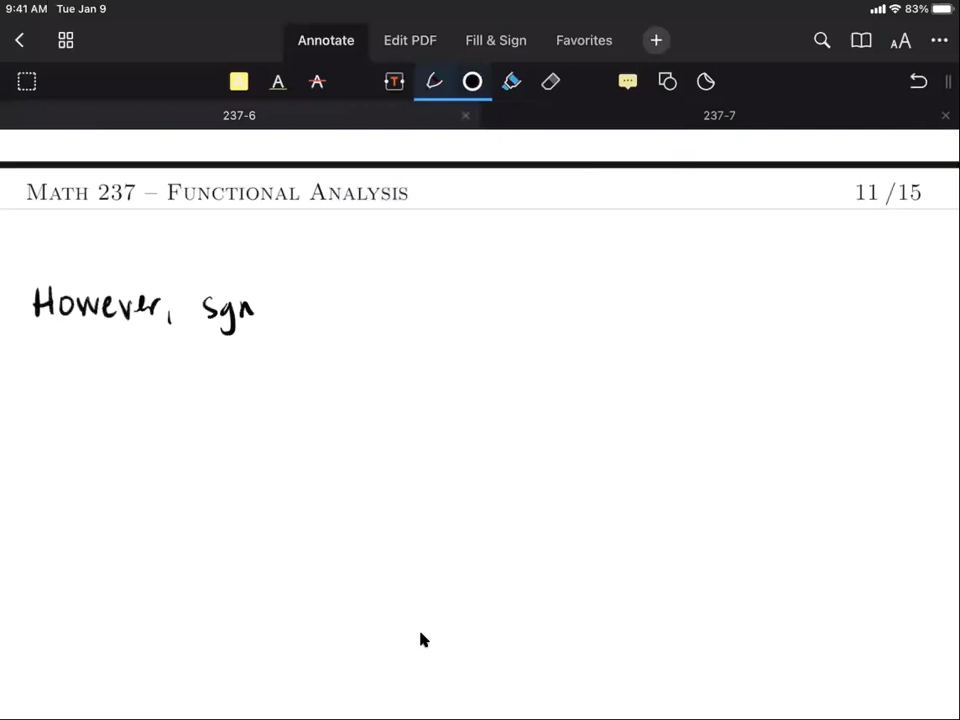 9:41 AM Tue Jan 9 83%
Annotate Edit PDF Fill & Sign Favorites
237-6 237-7
MATH 237 – FUNCTIONAL ANALYSIS 11 /15
However, sgn